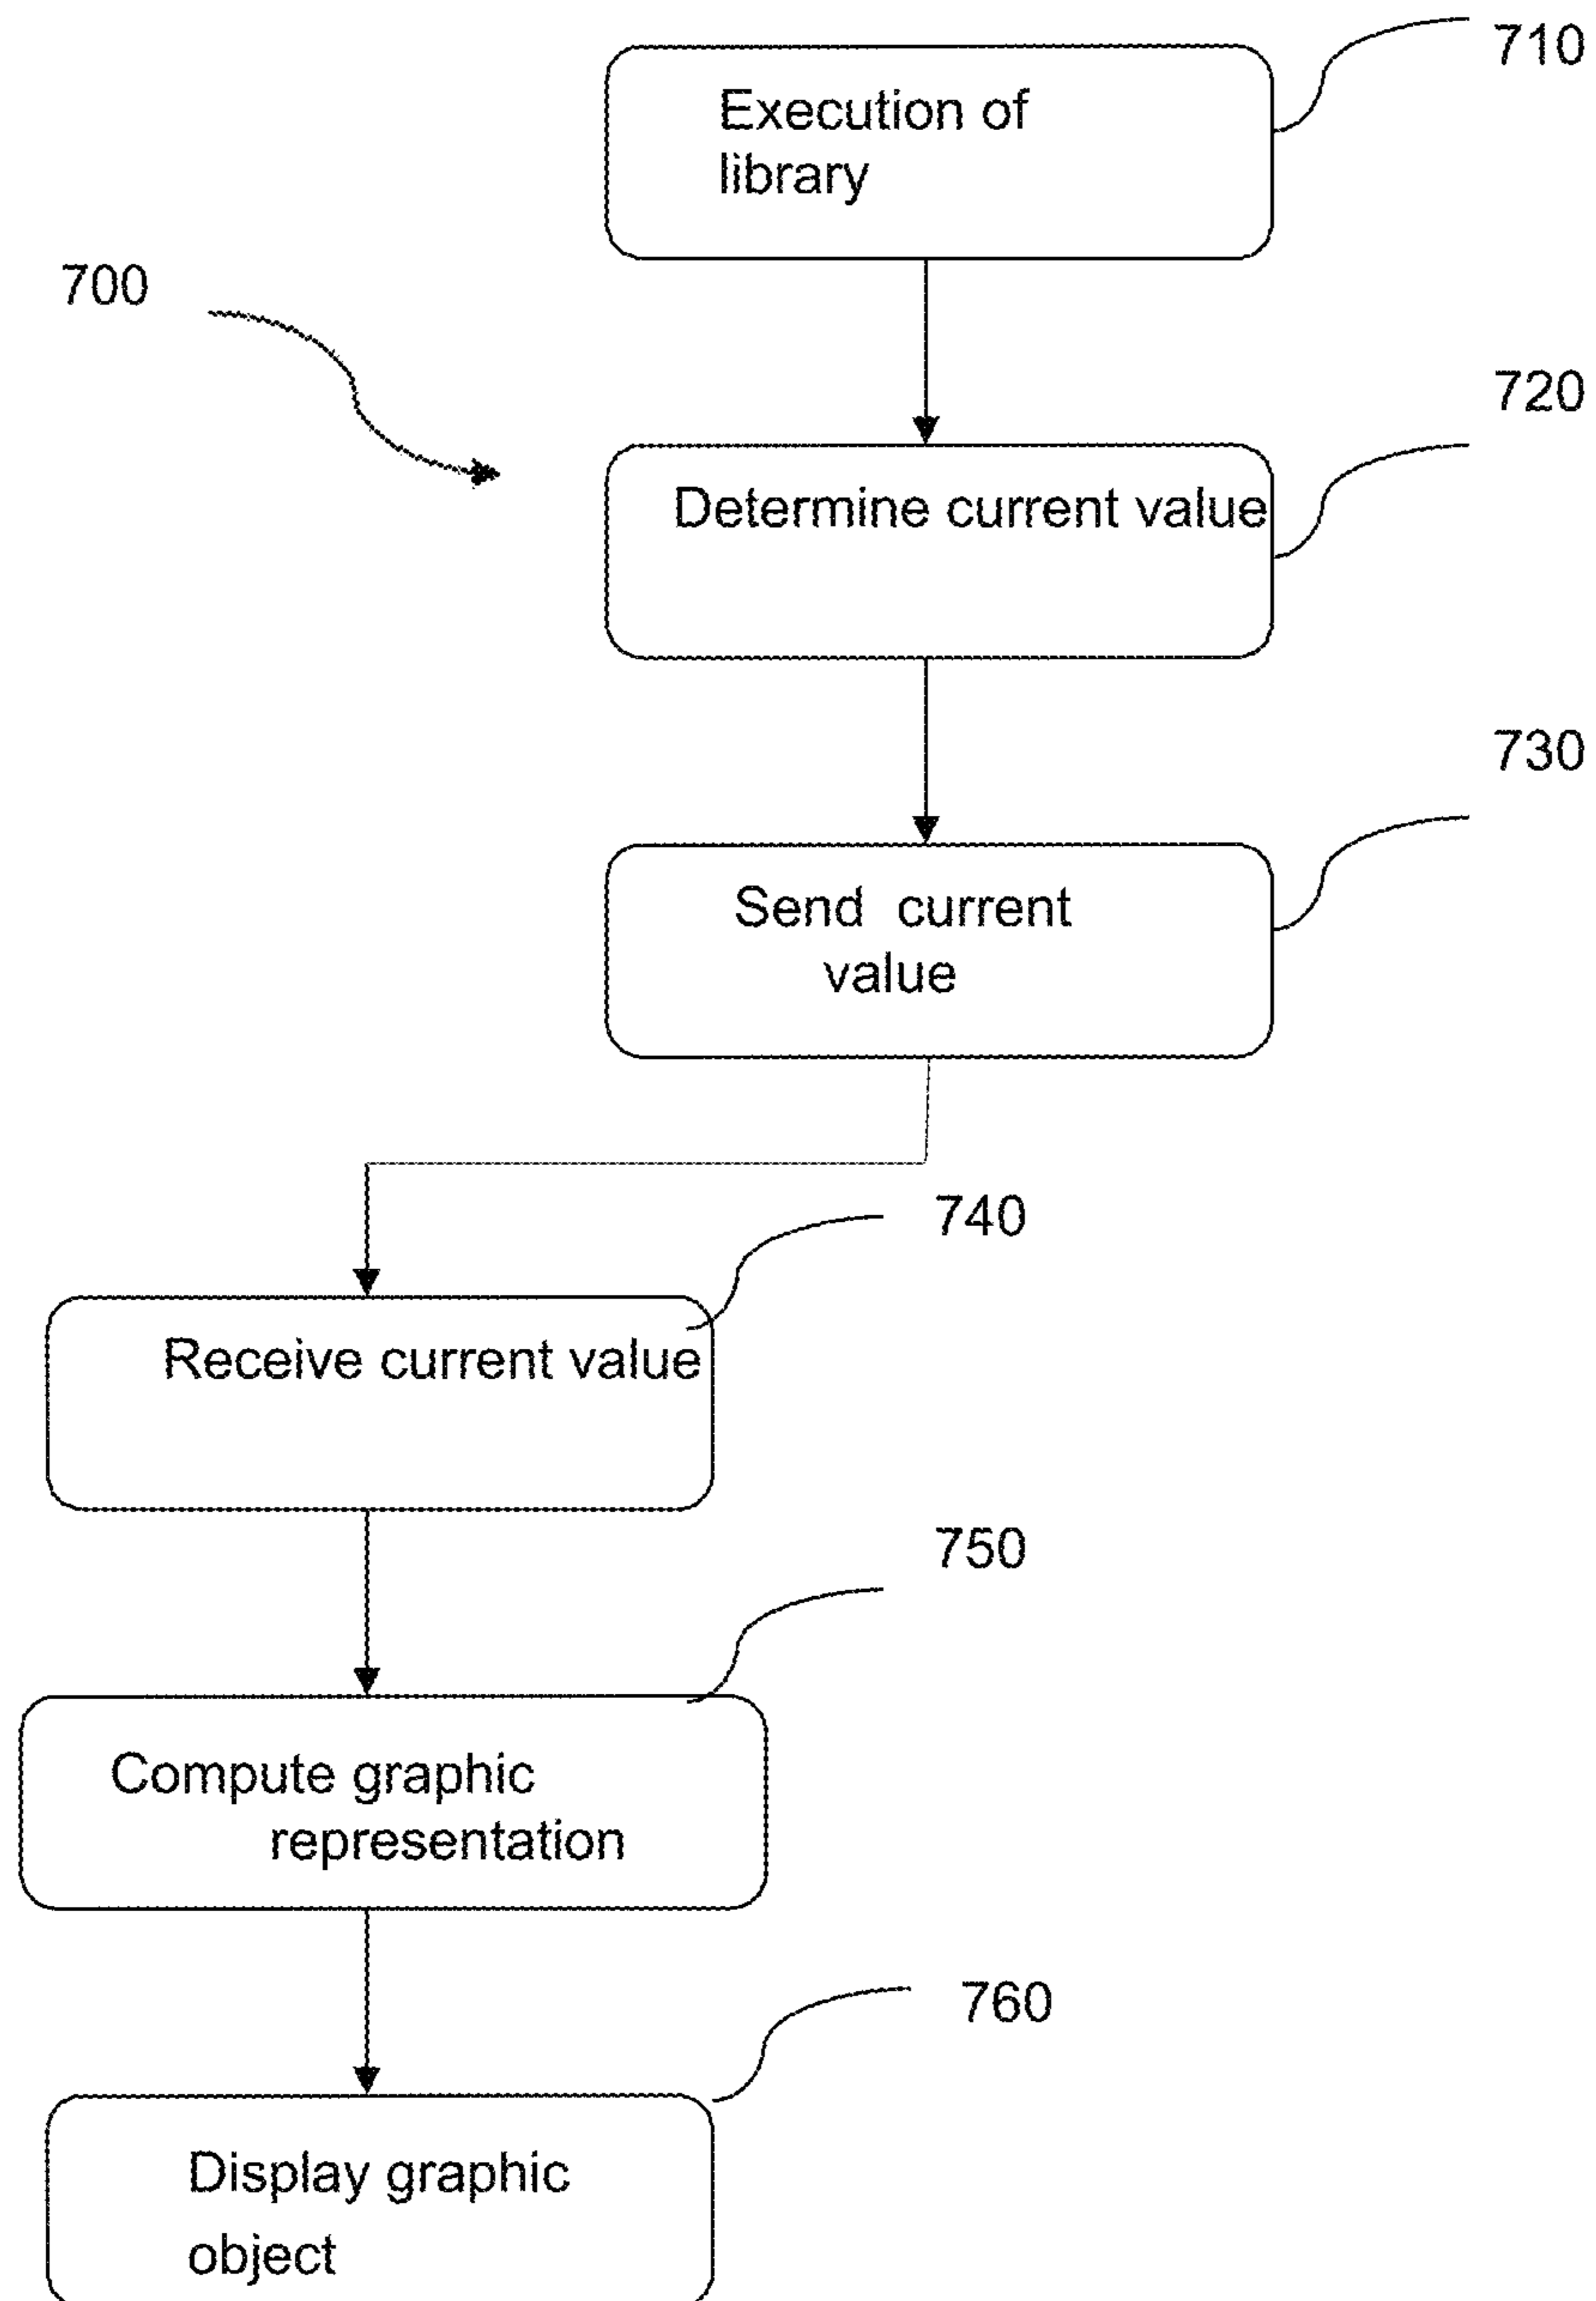 710
Execution of
library
700
720
Determine current value
730
Send current
value
740
Receive current value
750
Compute graphic
representation
760
Display graphic
object